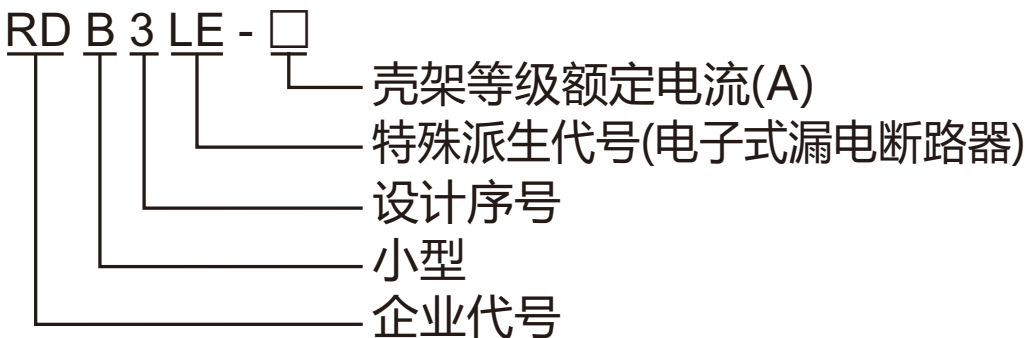 RD B 3 LE - □
壳架等级额定电流(A)
特殊派生代号(电子式漏电断路器)
设计序号
小型
企业代号